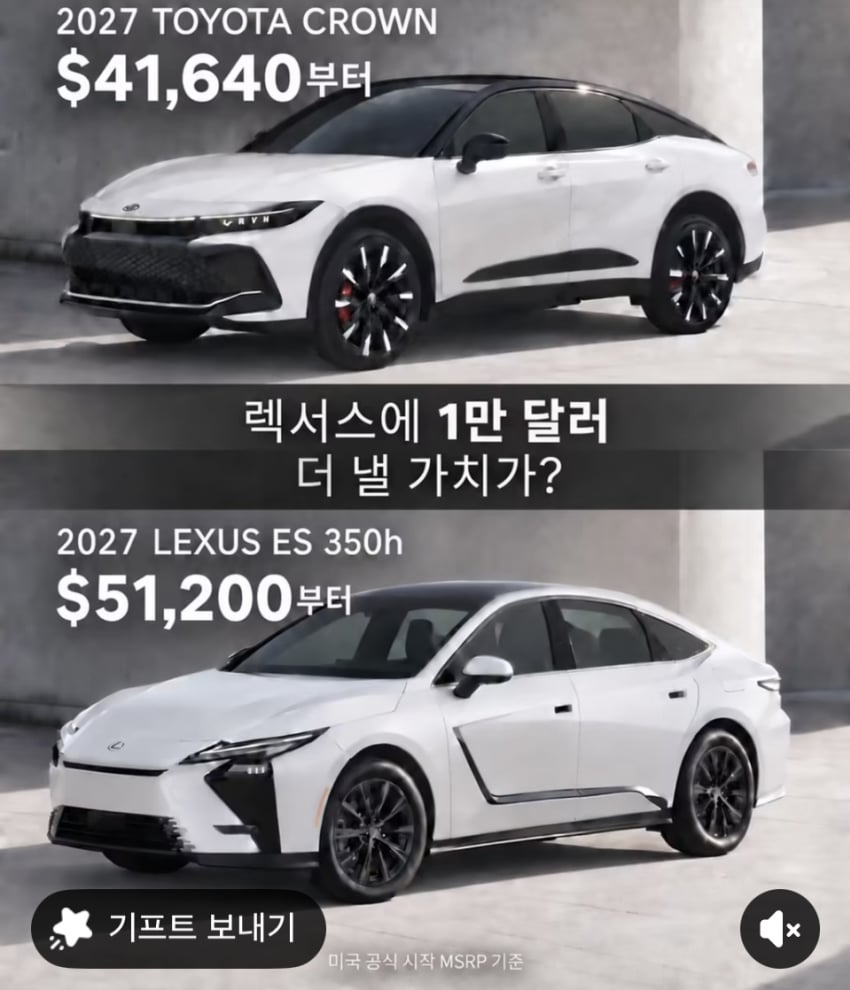 2027 TOYOTA CROWN
$41,640부터
렉서스에 1만 달러
더 낼 가치가?
2027 LEXUS ES 350h
$51,200부터
기프트 보내기
미국 공식 시작 MSRP 기준